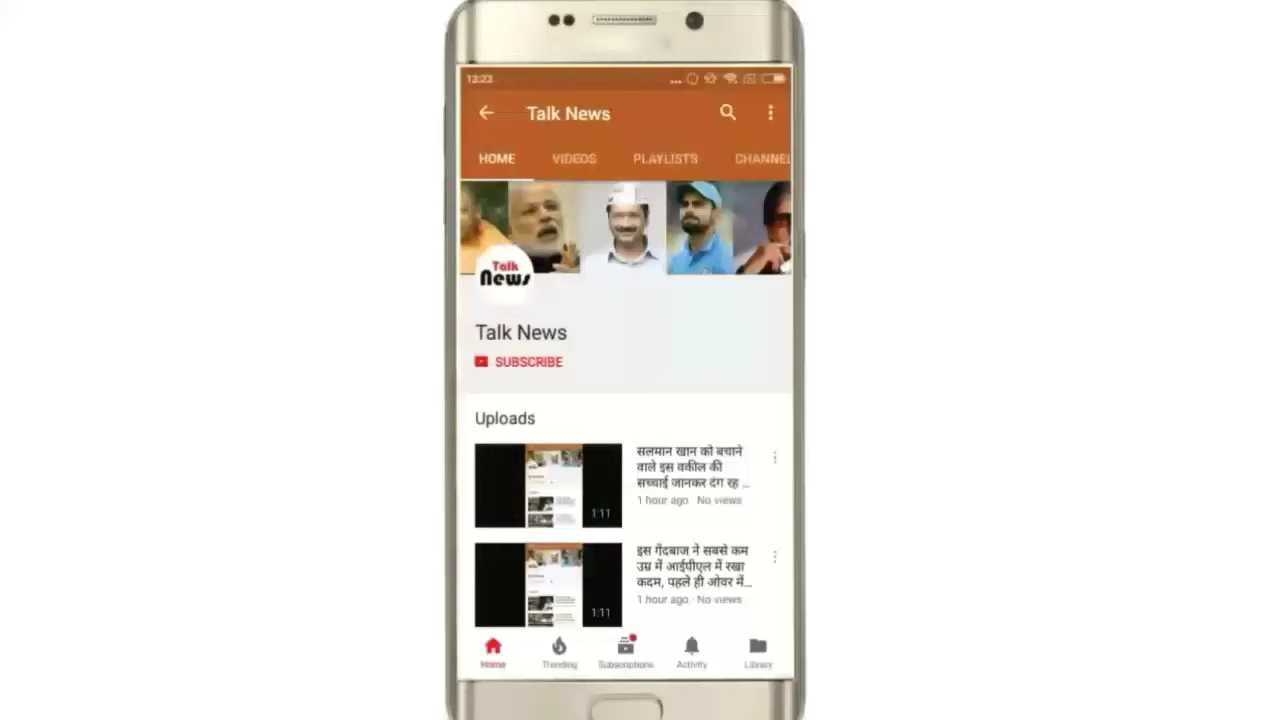 13:23
Talk News
HOME VIDEOS PLAYLISTS CHANNEL
Talk
News
Talk News
SUBSCRIBE
Uploads
सलमान खान को बचाने
वाले इस वकील की
सच्चाई जानकर दंग रह ...
1 hour ago · No views
1:11
इस गेंदबाज ने सबसे कम
उम्र में आईपीएल में रखा
कदम, पहले ही ओवर में...
1 hour ago · No views
1:11
Home Trending Subscriptions Activity Library